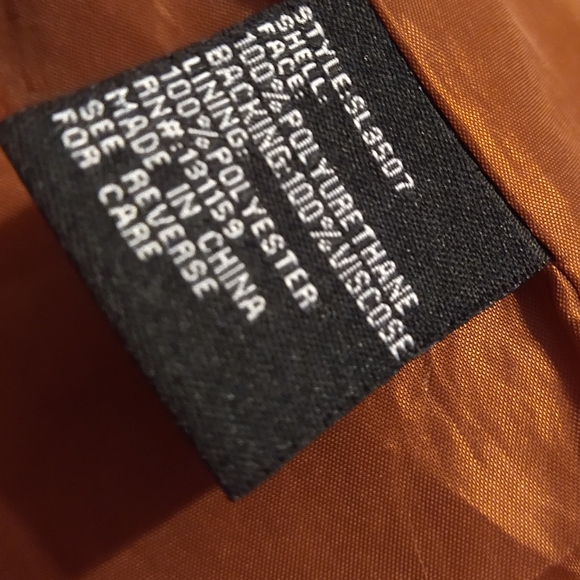 STYLE:SL3507
SHELL:
FACE:
100%POLYURETHANE
BACKING:100%VISCOSE
LINING:
100%POLYESTER
RN#:131159
MADE IN CHINA
SEE REVERSE
FOR CARE